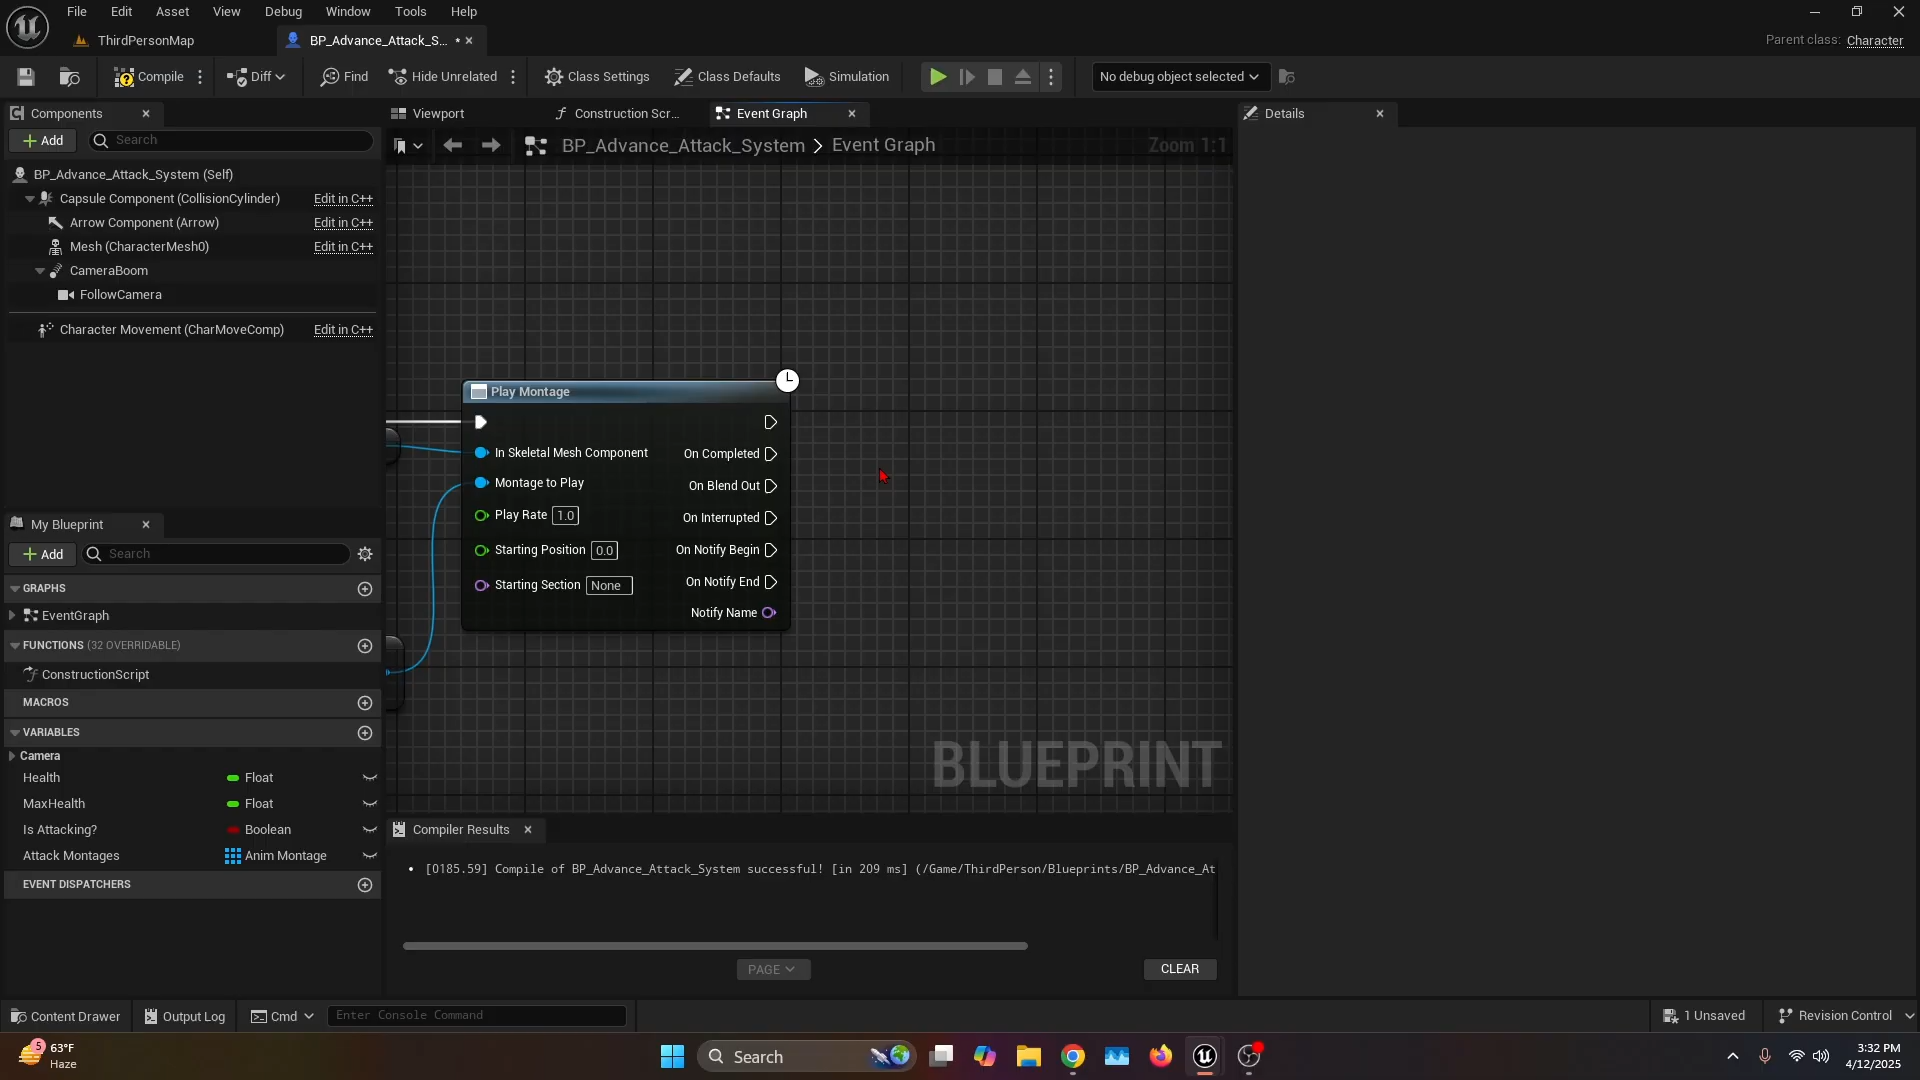 File Edit Asset View Debug Window Tools Help
ThirdPersonMap
BP_Advance_Attack_S... *
Parent class: Character
Compile
Diff
Find
Hide Unrelated
Class Settings
Class Defaults
Simulation
No debug object selected
Components
Add
Search
BP_Advance_Attack_System (Self)
Capsule Component (CollisionCylinder) Edit in C++
Arrow Component (Arrow) Edit in C++
Mesh (CharacterMesh0) Edit in C++
CameraBoom
FollowCamera
Character Movement (CharMoveComp) Edit in C++
My Blueprint
Add
Search
GRAPHS
EventGraph
FUNCTIONS (32 OVERRIDABLE)
ConstructionScript
MACROS
VARIABLES
Camera
Health Float
MaxHealth Float
Is Attacking? Boolean
Attack Montages Anim Montage
EVENT DISPATCHERS
Viewport
Construction Scr...
Event Graph
BP_Advance_Attack_System > Event Graph
Zoom 1:1
Play Montage
In Skeletal Mesh Component On Completed
Montage to Play On Blend Out
Play Rate 1.0 On Interrupted
Starting Position 0.0 On Notify Begin
Starting Section None On Notify End
Notify Name
BLUEPRINT
Compiler Results
• [0185.59] Compile of BP_Advance_Attack_System successful! [in 209 ms] (/Game/ThirdPerson/Blueprints/BP_Advance_At
PAGE
CLEAR
Details
Content Drawer
Output Log
Cmd
Enter Console Command
1 Unsaved
Revision Control
5
63°F
Haze
Search
3:32 PM
4/12/2025